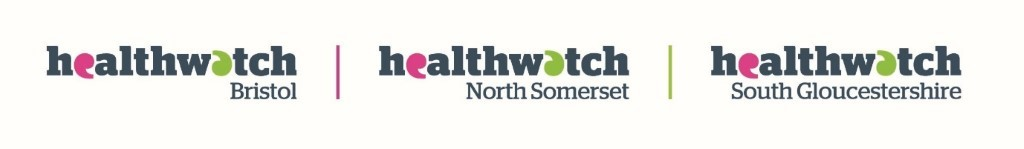 healthwatch
Bristol
healthwatch
North Somerset
healthwatch
South Gloucestershire